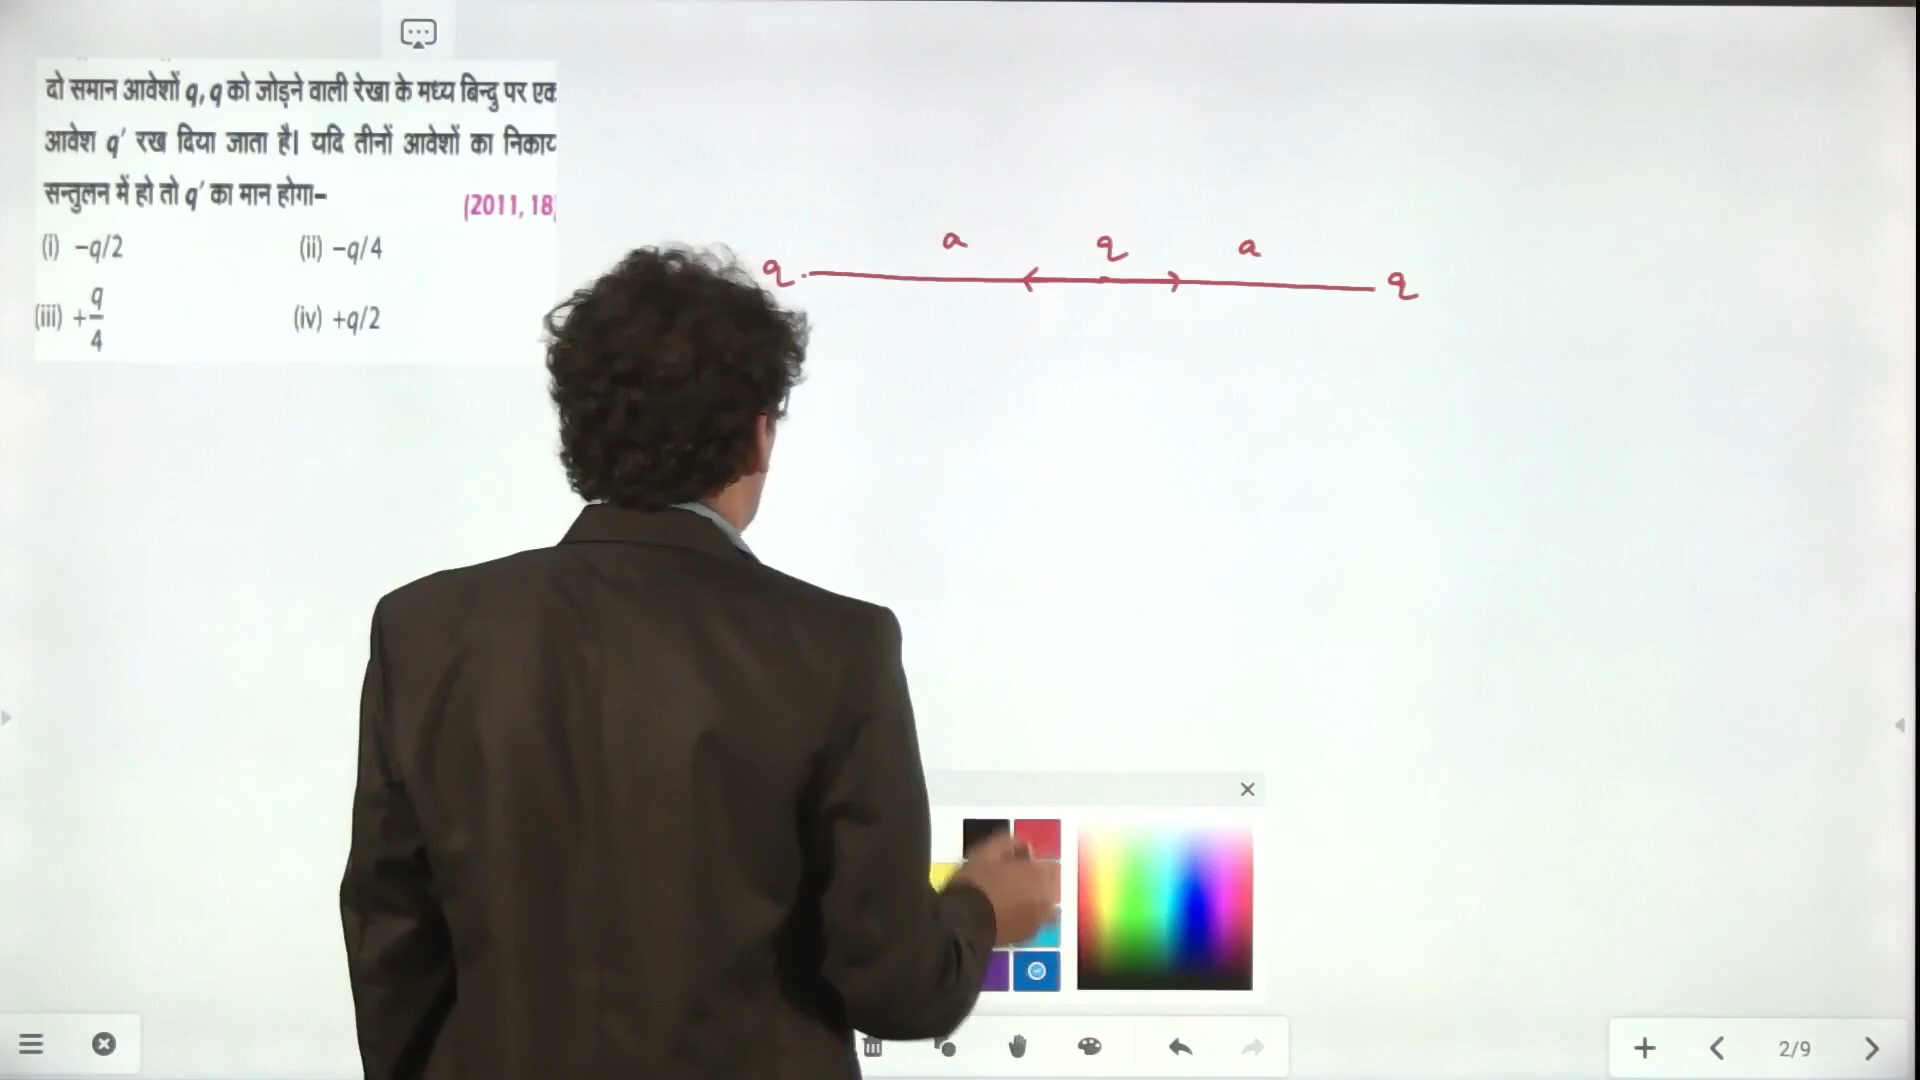 दो समान आवेशों q, q को जोड़ने वाली रेखा के मध्य बिन्दु पर एक
आवेश q′ रख दिया जाता है। यदि तीनों आवेशों का निकाय
सन्तुलन में हो तो q′ का मान होगा–
(2011, 18)
(i) −q/2 (ii) −q/4
(iii) +q/4 (iv) +q/2
a q a
q q
2/9